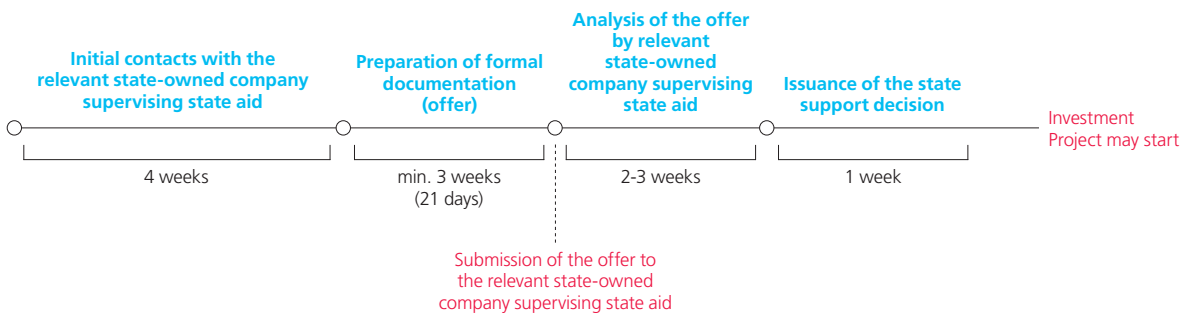 Initial contacts with the
relevant state-owned company
supervising state aid
Preparation of formal
documentation
(offer)
Analysis of the offer
by relevant
state-owned
company supervising
state aid
Issuance of the state
support decision
Investment
Project may start
4 weeks
min. 3 weeks
(21 days)
2-3 weeks
1 week
Submission of the offer to
the relevant state-owned
company supervising state aid